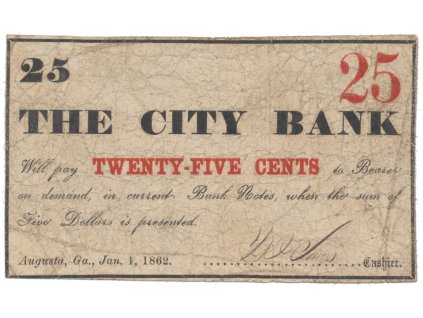 25 25
THE CITY BANK
Will pay TWENTY-FIVE CENTS to Bearer
on demand, in current Bank Notes, when the sum of
Five Dollars is presented.
Augusta, Ga., Jan. 1, 1862. Cashier.